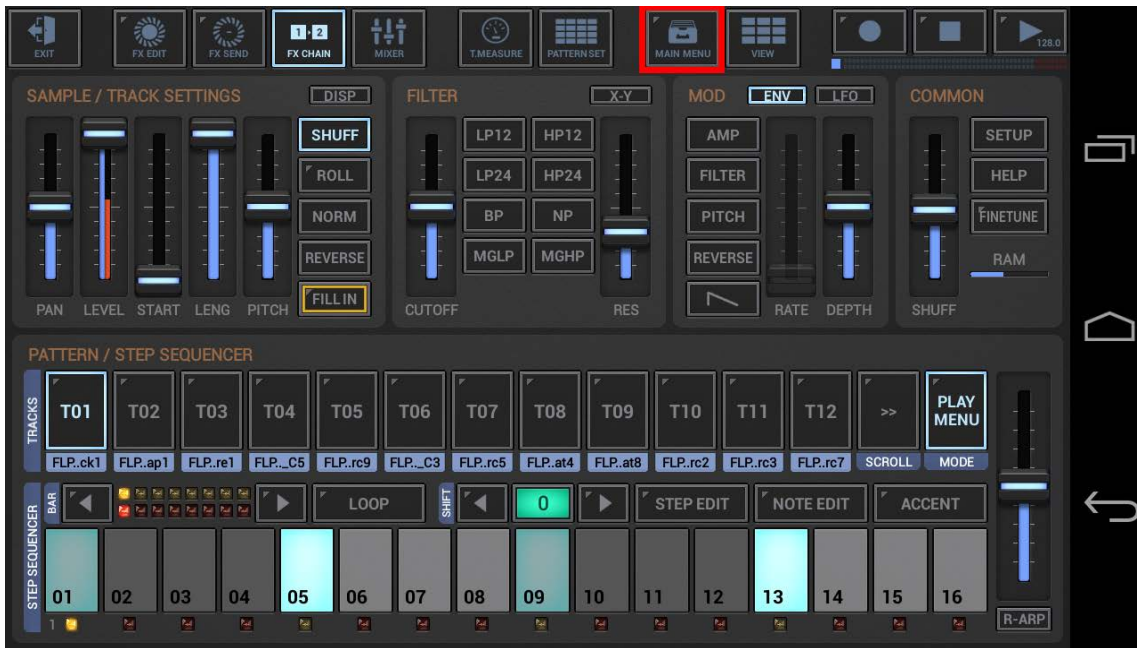 EXIT
FX EDIT
FX SEND
1 2
FX CHAIN
MIXER
T.MEASURE
PATTERN SET
MAIN MENU
VIEW
128.0
SAMPLE / TRACK SETTINGS
DISP
FILTER
X-Y
MOD
ENV
LFO
COMMON
SHUFF
ROLL
NORM
REVERSE
FILL IN
PAN LEVEL START LENG PITCH
LP12 HP12
LP24 HP24
BP NP
MGLP MGHP
CUTOFF
RES
AMP
FILTER
PITCH
REVERSE
RATE DEPTH
SETUP
HELP
FINETUNE
RAM
SHUFF
PATTERN / STEP SEQUENCER
TRACKS
T01 T02 T03 T04 T05 T06 T07 T08 T09 T10 T11 T12 >> PLAY MENU
FLP..ck1 FLP..ap1 FLP..re1 FLP.._C5 FLP..rc9 FLP.._C3 FLP..rc5 FLP..at4 FLP..at8 FLP..rc2 FLP..rc3 FLP..rc7 SCROLL MODE
STEP SEQUENCER
BAR
LOOP
SHIFT
0
STEP EDIT
NOTE EDIT
ACCENT
01 02 03 04 05 06 07 08 09 10 11 12 13 14 15 16
1
R-ARP